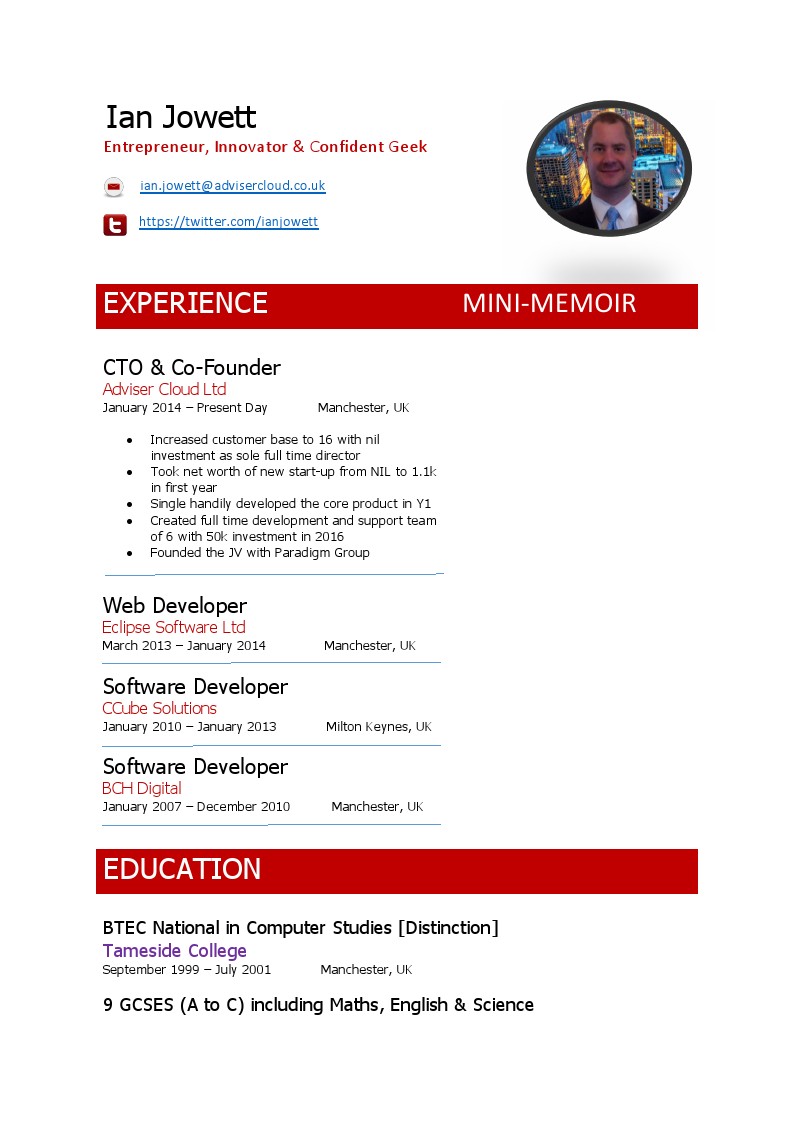 Ian Jowett
Entrepreneur, Innovator & Confident Geek
ian.jowett@advisercloud.co.uk
https://twitter.com/ianjowett
EXPERIENCE
MINI-MEMOIR
CTO & Co-Founder
Adviser Cloud Ltd
January 2014 – Present Day Manchester, UK
● Increased customer base to 16 with nil
investment as sole full time director
● Took net worth of new start-up from NIL to 1.1k
in first year
● Single handily developed the core product in Y1
● Created full time development and support team
of 6 with 50k investment in 2016
● Founded the JV with Paradigm Group
Web Developer
Eclipse Software Ltd
March 2013 – January 2014 Manchester, UK
Software Developer
CCube Solutions
January 2010 – January 2013 Milton Keynes, UK
Software Developer
BCH Digital
January 2007 – December 2010 Manchester, UK
EDUCATION
BTEC National in Computer Studies [Distinction]
Tameside College
September 1999 – July 2001 Manchester, UK
9 GCSES (A to C) including Maths, English & Science